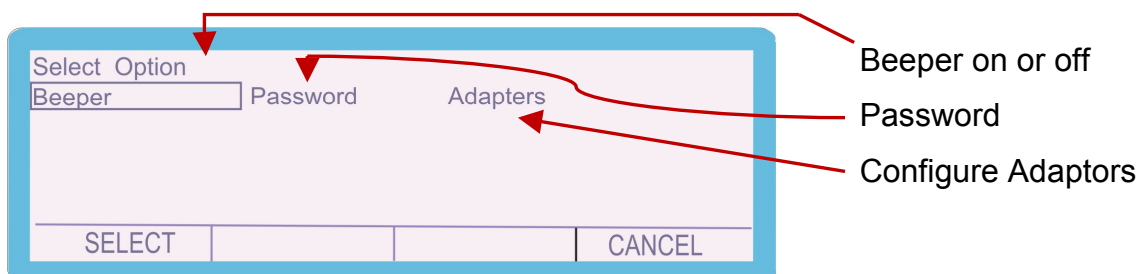 Select Option
Beeper Password Adapters
SELECT CANCEL
Beeper on or off
Password
Configure Adaptors